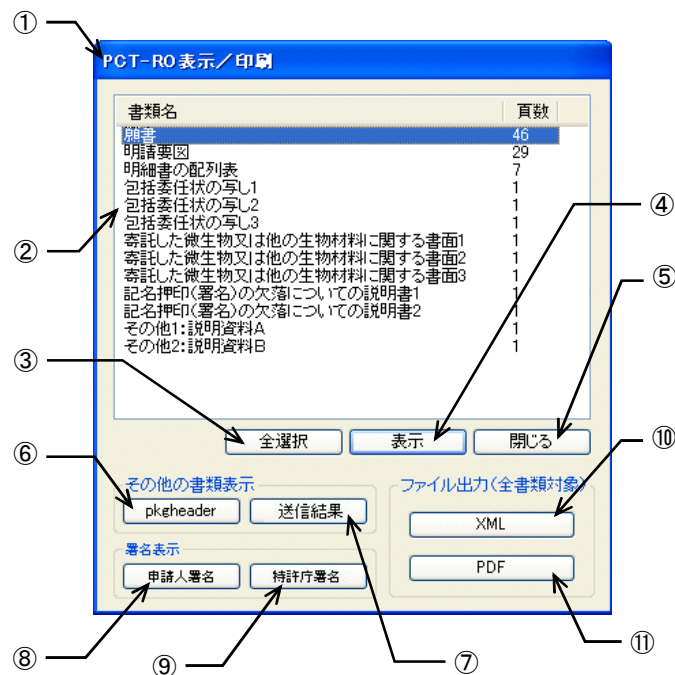 ①
PCT-RO表示／印刷
書類名 頁数
願書 46
明請要図 29
明細書の配列表 7
包括委任状の写し1 1
② 包括委任状の写し2 1
包括委任状の写し3 1
④
寄託した微生物又は他の生物材料に関する書面1 1
寄託した微生物又は他の生物材料に関する書面2 1
寄託した微生物又は他の生物材料に関する書面3 1
⑤
記名押印(署名)の欠落についての説明書1 1
記名押印(署名)の欠落についての説明書2 1
その他1:説明資料A 1
その他2:説明資料B 1
③
全選択 表示 閉じる
⑥ ⑩
その他の書類表示 ファイル出力(全書類対象)
pkgheader 送信結果 XML
署名表示
申請人署名 特許庁署名 PDF
⑧ ⑨ ⑦ ⑪